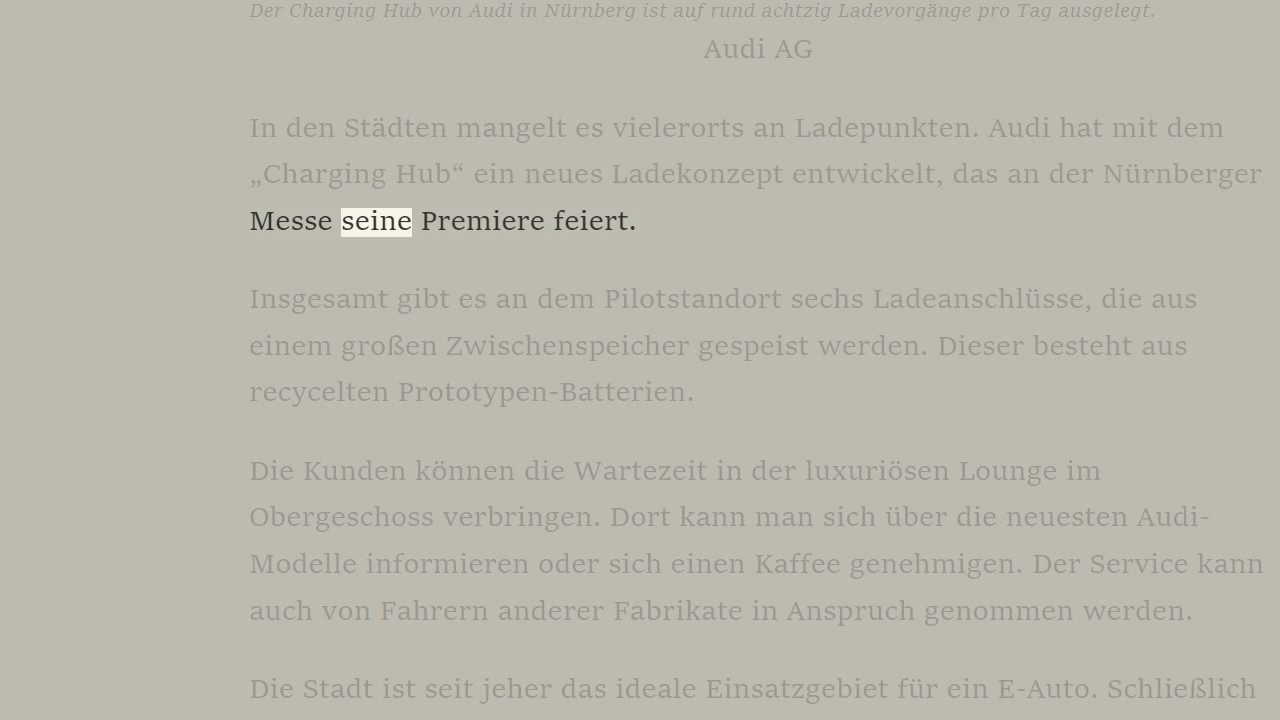 Der Charging Hub von Audi in Nürnberg ist auf rund achtzig Ladevorgänge pro Tag ausgelegt.
Audi AG
In den Städten mangelt es vielerorts an Ladepunkten. Audi hat mit dem
„Charging Hub“ ein neues Ladekonzept entwickelt, das an der Nürnberger
Messe seine Premiere feiert.
Insgesamt gibt es an dem Pilotstandort sechs Ladeanschlüsse, die aus
einem großen Zwischenspeicher gespeist werden. Dieser besteht aus
recycelten Prototypen-Batterien.
Die Kunden können die Wartezeit in der luxuriösen Lounge im
Obergeschoss verbringen. Dort kann man sich über die neuesten Audi-
Modelle informieren oder sich einen Kaffee genehmigen. Der Service kann
auch von Fahrern anderer Fabrikate in Anspruch genommen werden.
Die Stadt ist seit jeher das ideale Einsatzgebiet für ein E-Auto. Schließlich